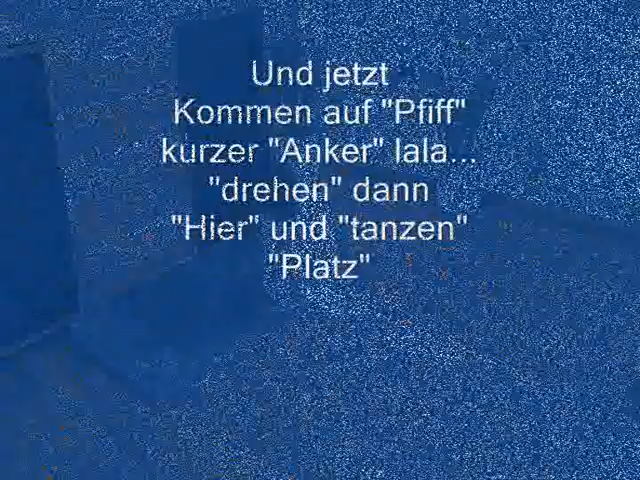 Und jetzt
Kommen auf "Pfiff"
kurzer "Anker" lala...
"drehen" dann
"Hier" und "tanzen"
"Platz"